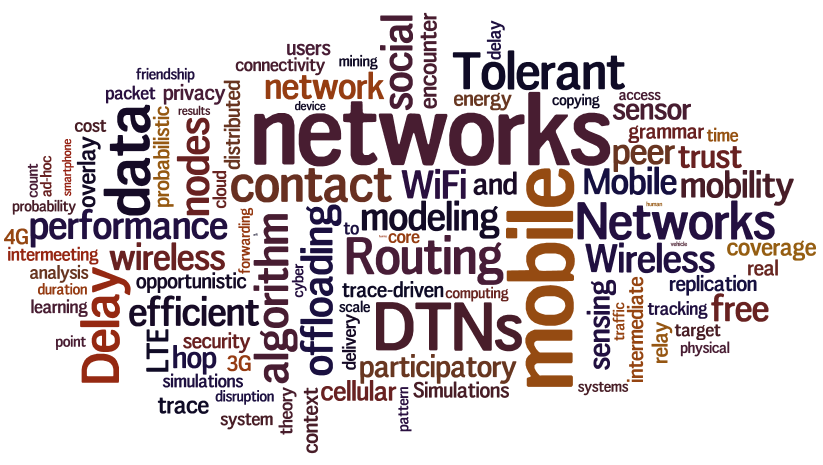 users
social
encounter
delay
connectivity
mining
Tolerant
friendship
network
packet
privacy
distributed
energy
copying
access
data
probabilistic
results
device
networks
sensor
cost
nodes
grammar
time
overlay
peer
trust
count
ad-hoc
smartphone
cloud
contact
WiFi
and
mobile
Mobile
mobility
probability
performance
forwarding
algorithm
offloading
to
modeling
human
Networks
4G
core
vehicle
intermeeting
wireless
Routing
Wireless
coverage
analysis
real
Delay
opportunistic
cyber
duration
trace-driven
computing
sensing
traffic
intermediate
replication
learning
efficient
scale
DTNs
tracking
free
point
LTE
security
delivery
relay
target
hop
3G
physical
participatory
simulations
systems
trace
disruption
theory
context
cellular
pattern
Simulations
system